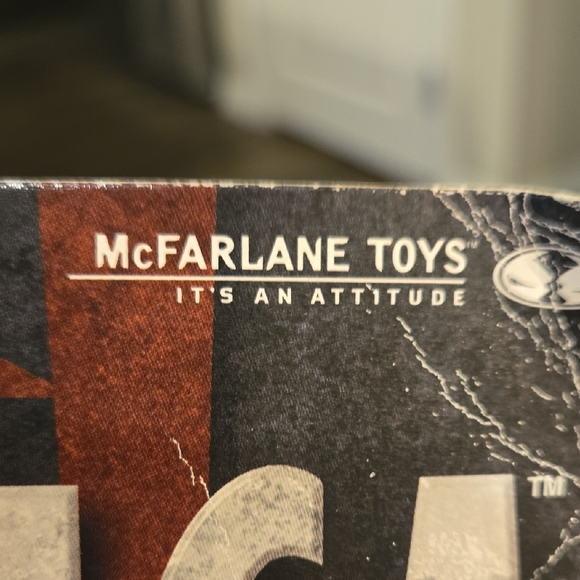 McFARLANE TOYS™
IT'S AN ATTITUDE
TM